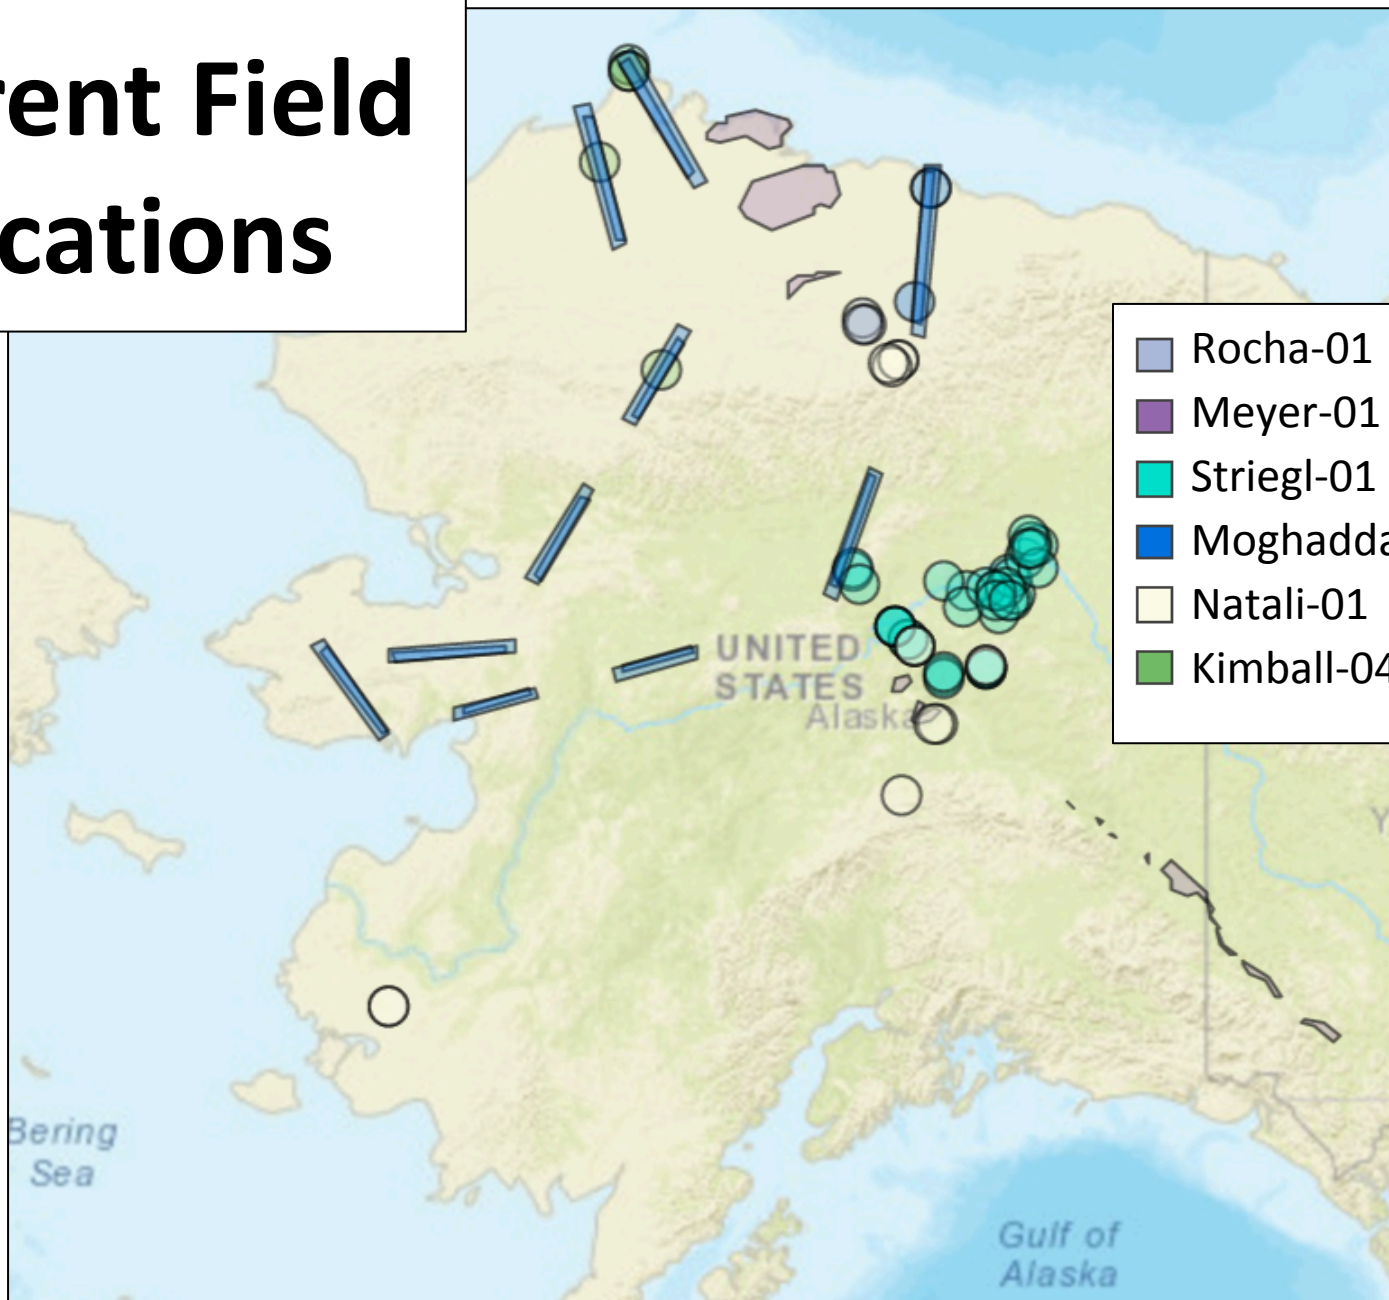 rent Field
cations
Rocha-01
Meyer-01
Striegl-01
Moghadda
Natali-01
Kimball-04
UNITED
STATES
Alaska
Y
Bering
Sea
Gulf of
Alaska